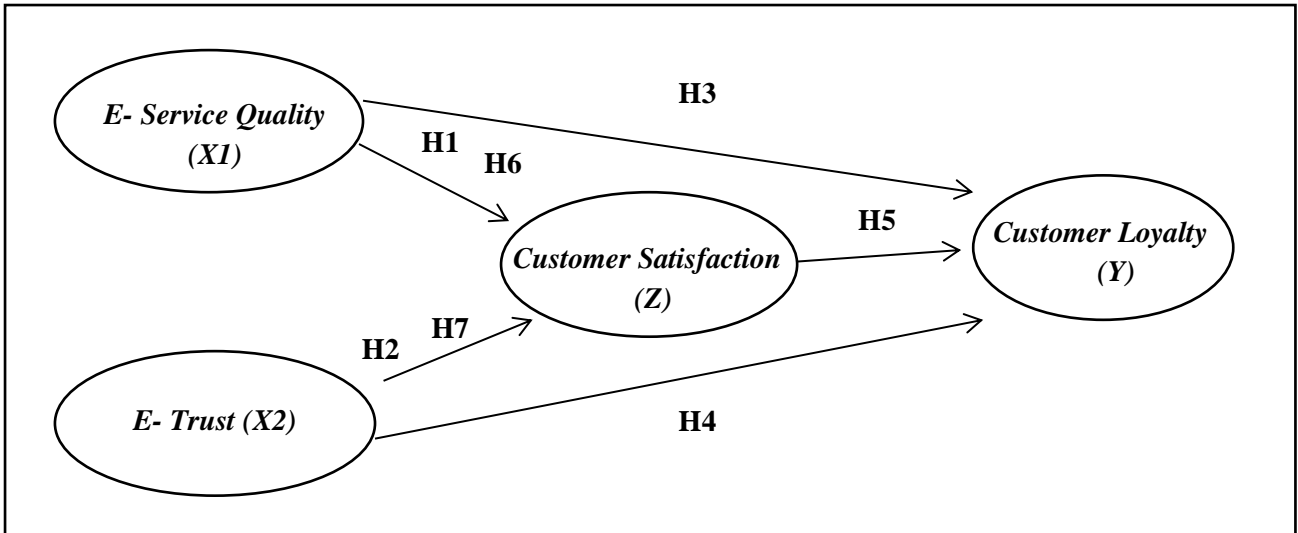 H3
E- Service Quality
(X1)
H1
H6
H5
Customer Loyalty
(Y)
Customer Satisfaction
(Z)
H7
H2
E- Trust (X2)
H4